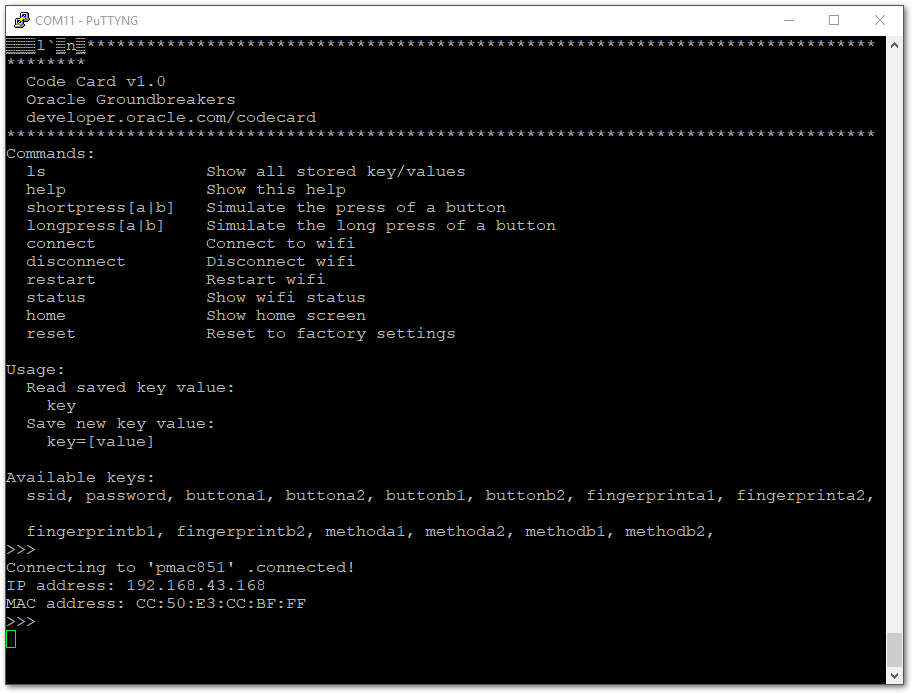 COM11 - PuTTYNG
l`n*******************************************************************************
********
Code Card v1.0
Oracle Groundbreakers
developer.oracle.com/codecard
***************************************************************************************
Commands:
ls Show all stored key/values
help Show this help
shortpress[a|b] Simulate the press of a button
longpress[a|b] Simulate the long press of a button
connect Connect to wifi
disconnect Disconnect wifi
restart Restart wifi
status Show wifi status
home Show home screen
reset Reset to factory settings
Usage:
Read saved key value:
key
Save new key value:
key=[value]
Available keys:
ssid, password, buttona1, buttona2, buttonb1, buttonb2, fingerprinta1, fingerprinta2,
fingerprintb1, fingerprintb2, methoda1, methoda2, methodb1, methodb2,
>>>
Connecting to 'pmac851' .connected!
IP address: 192.168.43.168
MAC address: CC:50:E3:CC:BF:FF
>>>